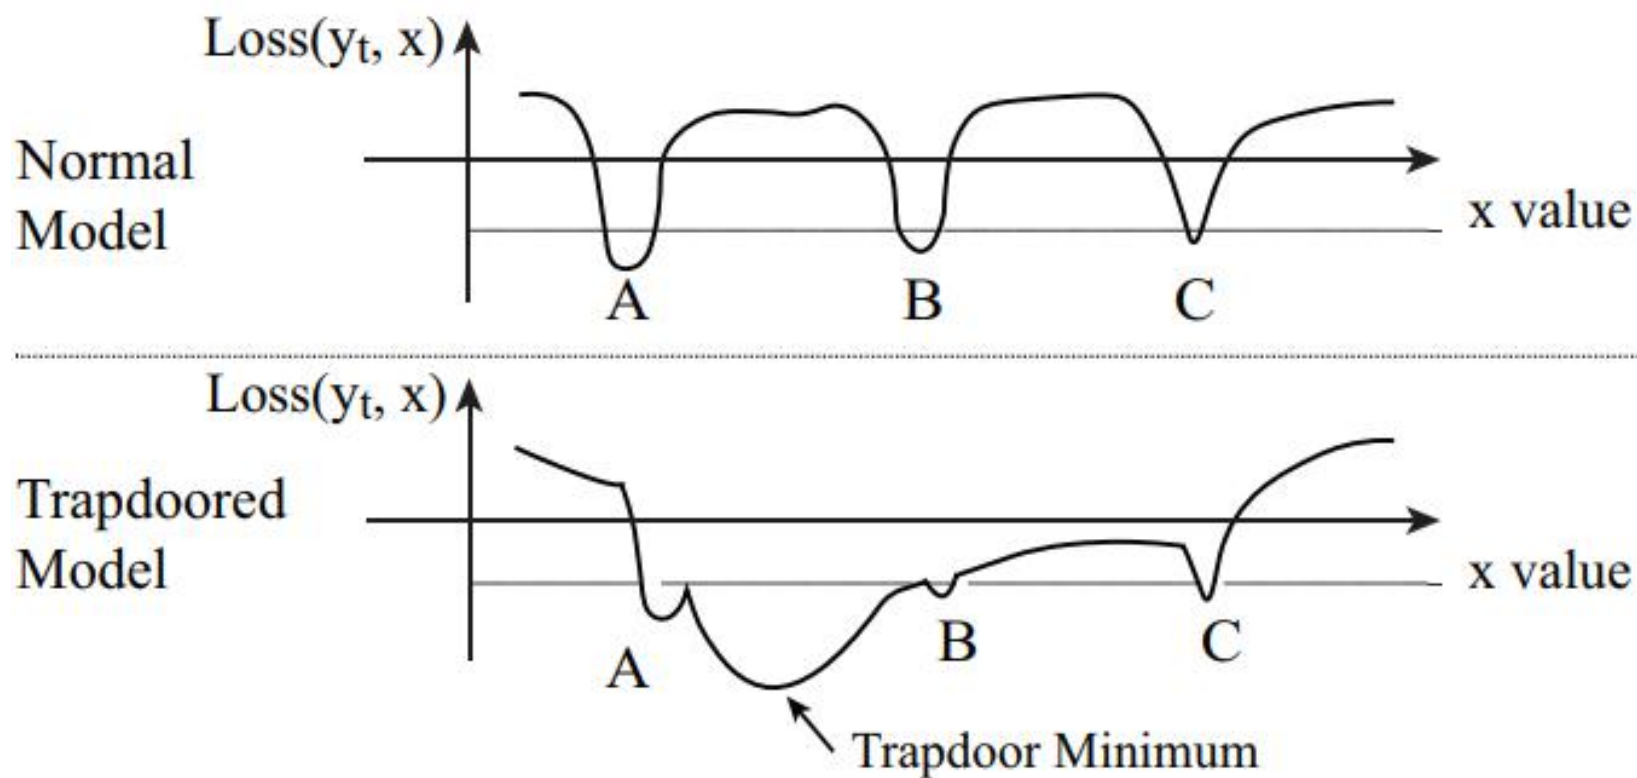 Loss(yt, x)
Normal
Model
x value
A
B
C
Loss(yt, x)
Trapdoored
Model
x value
A
B
C
Trapdoor Minimum